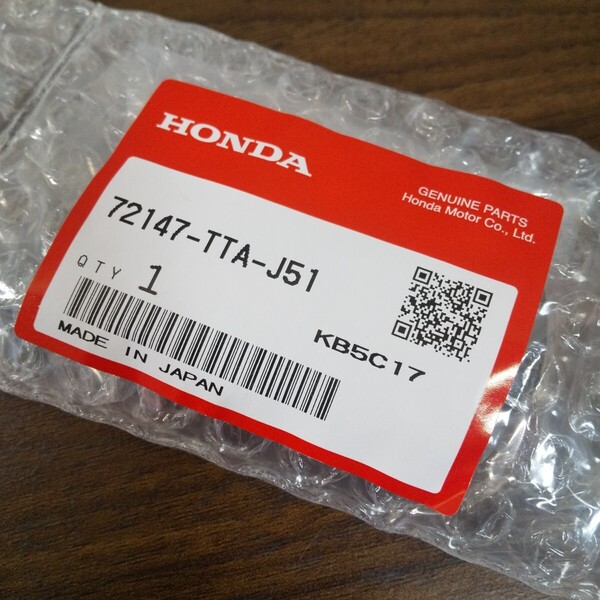 HONDA
GENUINE PARTS
Honda Motor Co., Ltd.
72147-TTA-J51
QTY 1
KB5C17
MADE IN JAPAN